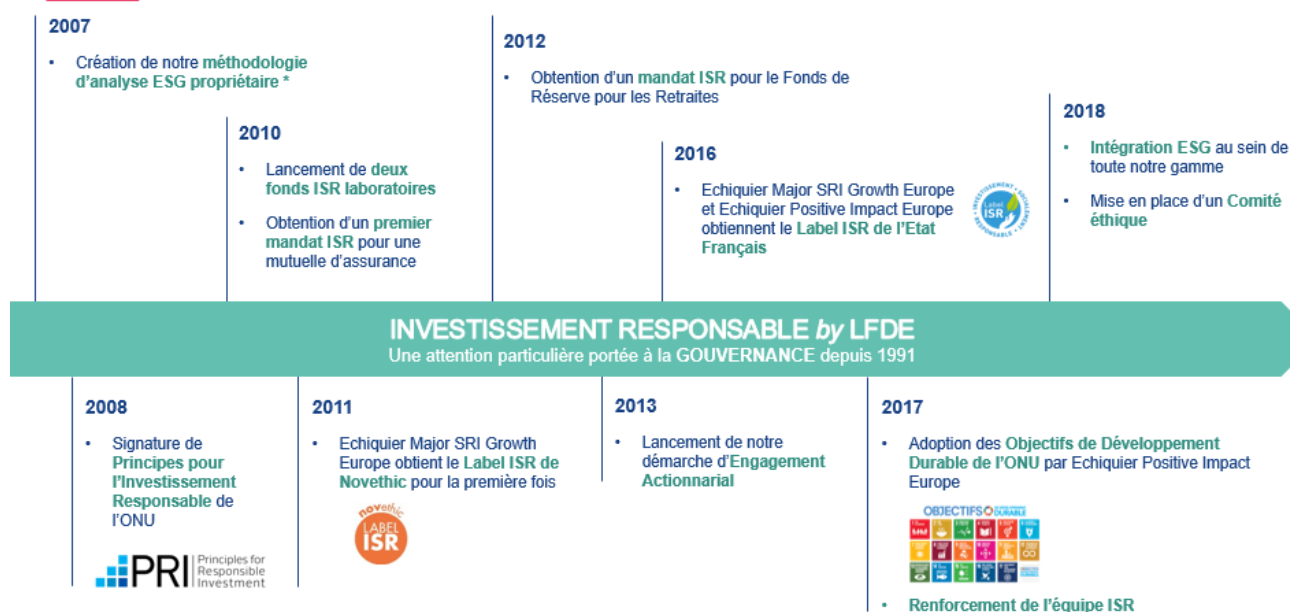 2007
• Création de notre méthodologie
d'analyse ESG propriétaire *
2010
• Lancement de deux
fonds ISR laboratoires
• Obtention d'un premier
mandat ISR pour une
mutuelle d'assurance
2012
• Obtention d'un mandat ISR pour le Fonds de
Réserve pour les Retraites
2016
• Echiquier Major SRI Growth Europe
et Echiquier Positive Impact Europe
obtiennent le Label ISR de l'Etat
Français
INVESTISSEMENT SOCIALEMENT RESPONSABLE
Label
ISR
2018
• Intégration ESG au sein de
toute notre gamme
• Mise en place d'un Comité
éthique
INVESTISSEMENT RESPONSABLE by LFDE
Une attention particulière portée à la GOUVERNANCE depuis 1991
2008
• Signature de
Principes pour
l'Investissement
Responsable de
l'ONU
PRI
Principles for
Responsible
Investment
2011
• Echiquier Major SRI Growth
Europe obtient le Label ISR de
Novethic pour la première fois
novethic
LABEL
ISR
2013
• Lancement de notre
démarche d'Engagement
Actionnarial
2017
• Adoption des Objectifs de Développement
Durable de l'ONU par Echiquier Positive Impact
Europe
OBJECTIFS DURABLE
• Renforcement de l'équipe ISR